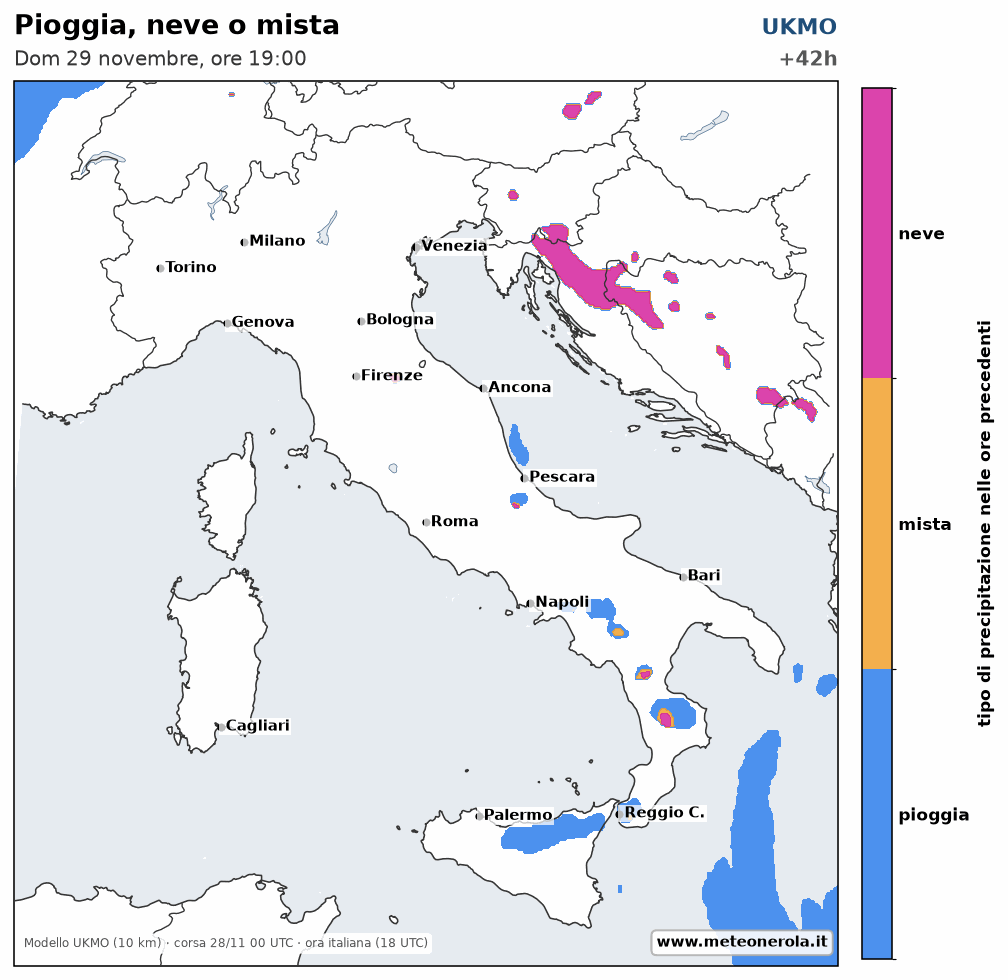 Pioggia, neve o mista
UKMO
Dom 29 novembre, ore 19:00
+42h
Milano
Venezia
Torino
Genova
Bologna
Firenze
Ancona
Pescara
Roma
Bari
Napoli
Cagliari
Palermo
Reggio C.
neve
mista
pioggia
tipo di precipitazione nelle ore precedenti
Modello UKMO (10 km) · corsa 28/11 00 UTC · ora italiana (18 UTC)
www.meteonerola.it